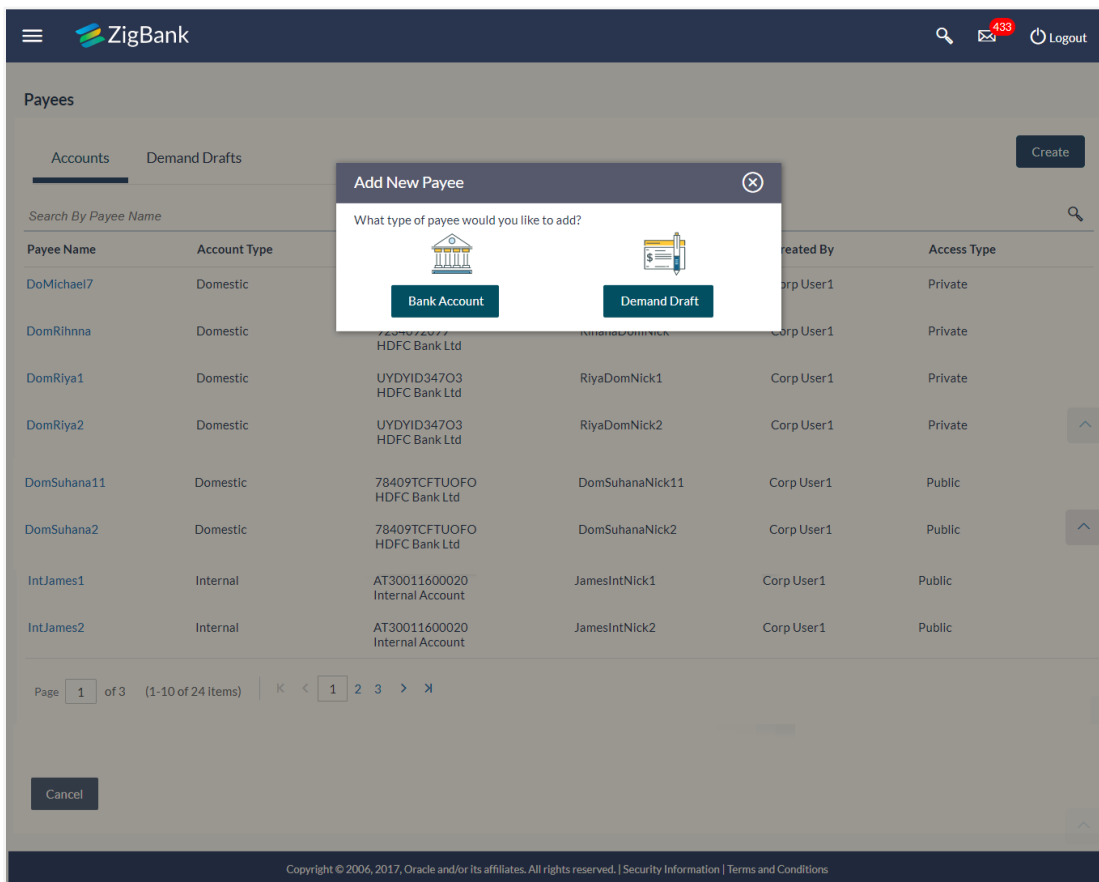 ZigBank
433
Logout
Payees
Accounts Demand Drafts
Create
Add New Payee
What type of payee would you like to add?
Bank Account Demand Draft
Search By Payee Name
Payee Name Account Type reated By Access Type
DoMichael7 Domestic orp User1 Private
DomRihnna Domestic Corp User1 Private
HDFC Bank Ltd
DomRiya1 Domestic UYDYID347O3 RiyaDomNick1 Corp User1 Private
HDFC Bank Ltd
DomRiya2 Domestic UYDYID347O3 RiyaDomNick2 Corp User1 Private
HDFC Bank Ltd
DomSuhana11 Domestic 78409TCFTUOFO DomSuhanaNick11 Corp User1 Public
HDFC Bank Ltd
DomSuhana2 Domestic 78409TCFTUOFO DomSuhanaNick2 Corp User1 Public
HDFC Bank Ltd
IntJames1 Internal AT30011600020 JamesIntNick1 Corp User1 Public
Internal Account
IntJames2 Internal AT30011600020 JamesIntNick2 Corp User1 Public
Internal Account
Page 1 of 3 (1-10 of 24 items) 1 2 3
Cancel
Copyright © 2006, 2017, Oracle and/or its affiliates. All rights reserved. | Security Information | Terms and Conditions